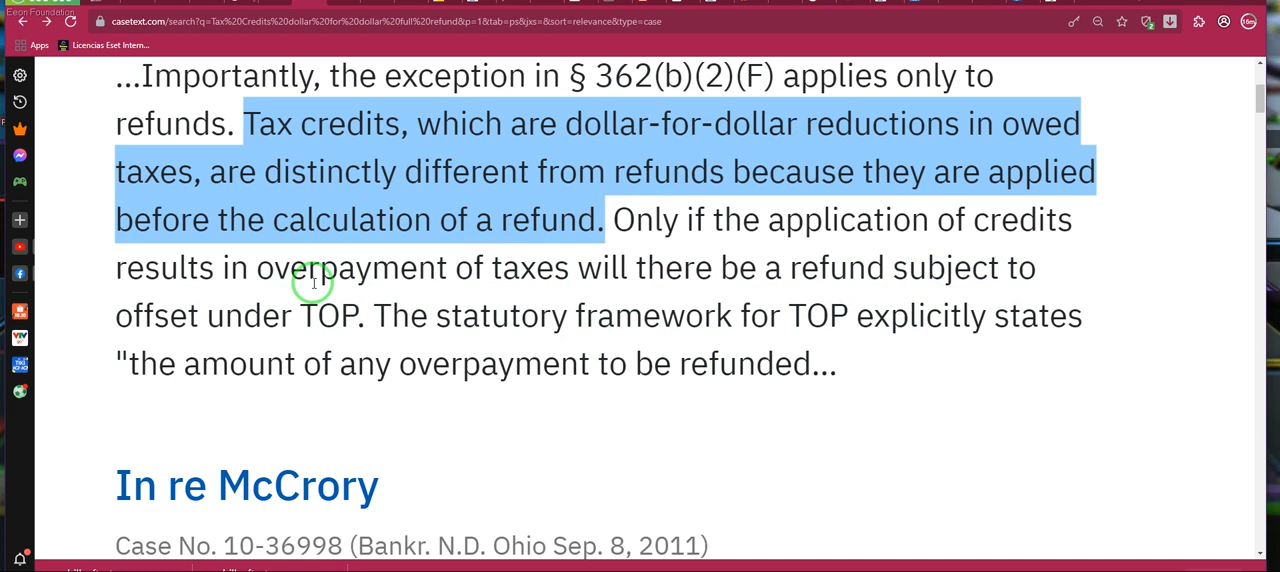 Eeon Foundation
casetext.com/search?q=Tax%20Credits%20dollar%20for%20dollar%20full%20refund&p=1&tab=ps&jxs=&sort=relevance&type=case
Apps
Licencias Eset Intern...
...Importantly, the exception in § 362(b)(2)(F) applies only to
refunds. Tax credits, which are dollar-for-dollar reductions in owed
taxes, are distinctly different from refunds because they are applied
before the calculation of a refund. Only if the application of credits
results in overpayment of taxes will there be a refund subject to
offset under TOP. The statutory framework for TOP explicitly states
"the amount of any overpayment to be refunded...
In re McCrory
Case No. 10-36998 (Bankr. N.D. Ohio Sep. 8, 2011)